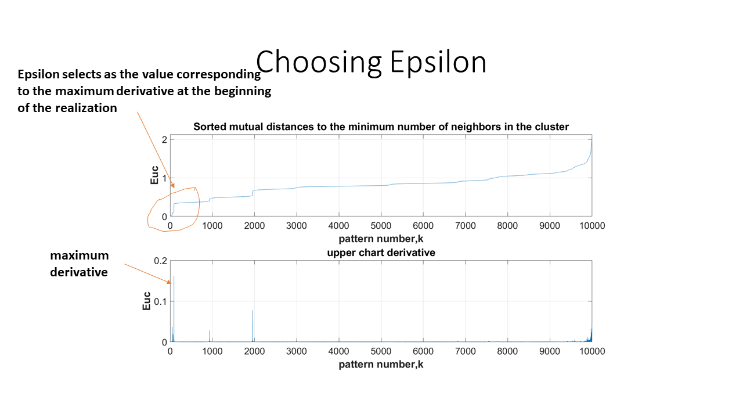 Choosing Epsilon
Epsilon selects as the value corresponding
to the maximum derivative at the beginning
of the realization
Sorted mutual distances to the minimum number of neighbors in the cluster
2
1
0
Euc
0 1000 2000 3000 4000 5000 6000 7000 8000 9000 10000
pattern number,k
maximum
derivative
upper chart derivative
0.2
0.1
0
Euc
0 1000 2000 3000 4000 5000 6000 7000 8000 9000 10000
pattern number,k